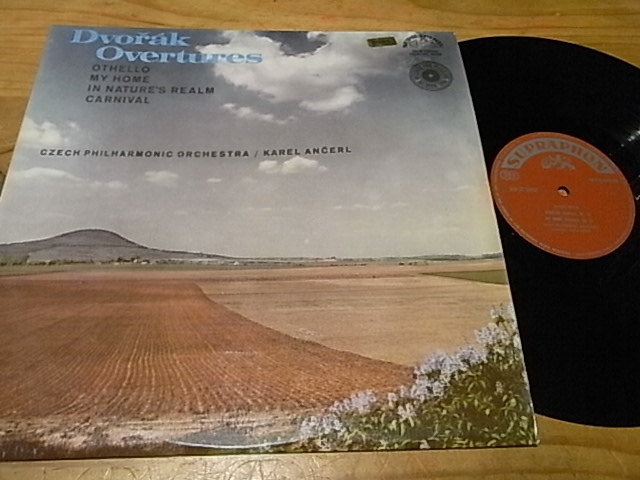 Dvořák
Overtures
OTHELLO
MY HOME
IN NATURE'S REALM
CARNIVAL
CZECH PHILHARMONIC ORCHESTRA / KAREL ANČERL
SUPRAPHON